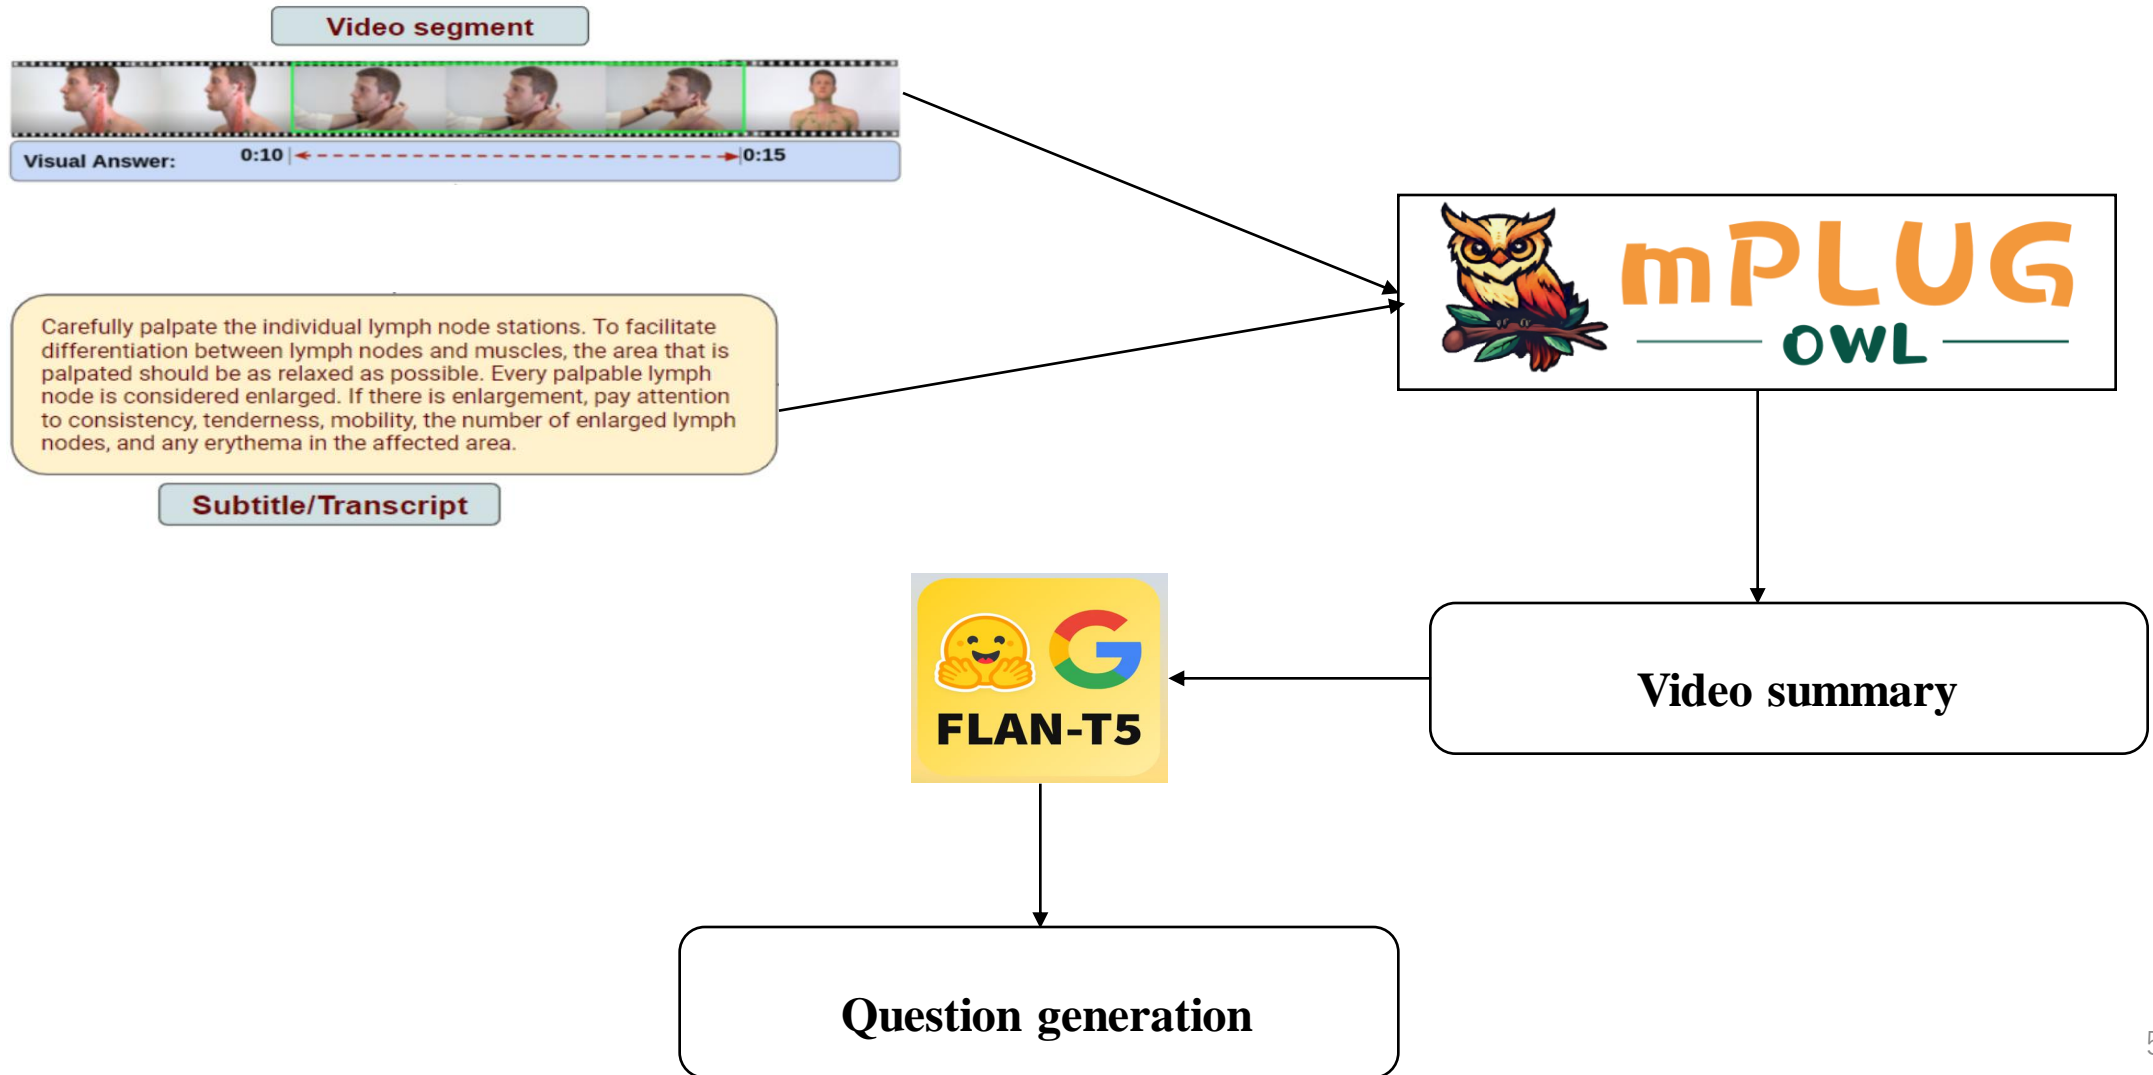 Video segment
Visual Answer: 0:10 0:15
Carefully palpate the individual lymph node stations. To facilitate
differentiation between lymph nodes and muscles, the area that is
palpated should be as relaxed as possible. Every palpable lymph
node is considered enlarged. If there is enlargement, pay attention
to consistency, tenderness, mobility, the number of enlarged lymph
nodes, and any erythema in the affected area.
Subtitle/Transcript
mPLUG
OWL
Video summary
FLAN-T5
Question generation
5